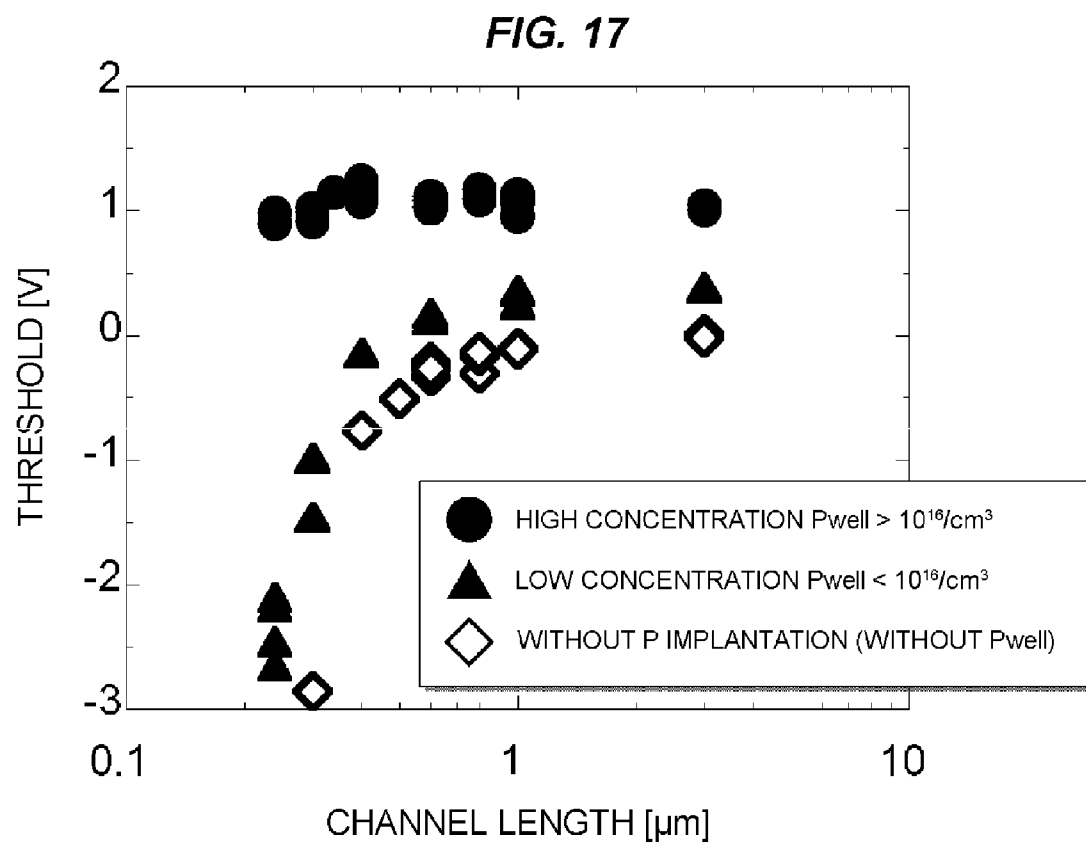 FIG. 17
2
1
0
-1
-2
-3
THRESHOLD [V]
HIGH CONCENTRATION Pwell > 10¹⁶/cm³
LOW CONCENTRATION Pwell < 10¹⁶/cm³
WITHOUT P IMPLANTATION (WITHOUT Pwell)
0.1 1 10
CHANNEL LENGTH [µm]